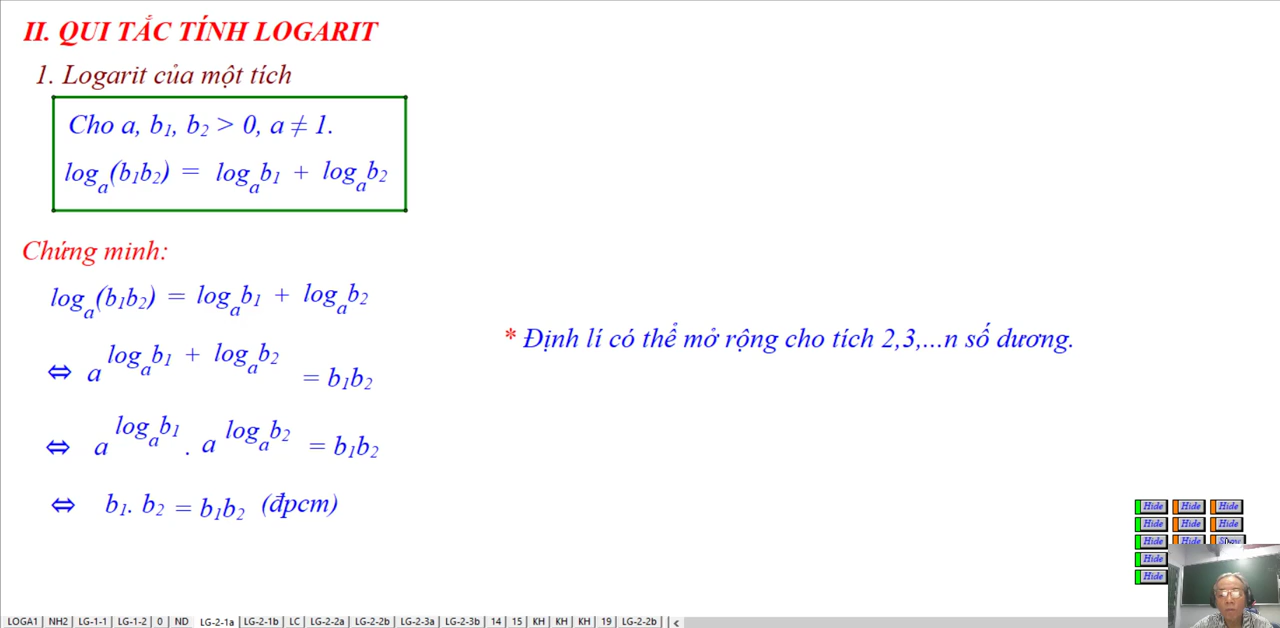 II. QUI TẮC TÍNH LOGARIT
1. Logarit của một tích
Cho a, b₁, b₂ > 0, a ≠ 1.
logₐ(b₁b₂) = logₐb₁ + logₐb₂
Chứng minh:
logₐ(b₁b₂) = logₐb₁ + logₐb₂
⇔ a^(logₐb₁ + logₐb₂) = b₁b₂
⇔ a^(logₐb₁) . a^(logₐb₂) = b₁b₂
⇔ b₁. b₂ = b₁b₂ (đpcm)
* Định lí có thể mở rộng cho tích 2,3,...n số dương.
Hide Hide Hide
Hide Hide Hide
Hide Hide Show
Hide
Hide
LOGA1 | NH2 | LG-1-1 | LG-1-2 | 0 | ND | LG-2-1a | LG-2-1b | LC | LG-2-2a | LG-2-2b | LG-2-3a | LG-2-3b | 14 | 15 | KH | KH | KH | 19 | LG-2-2b |